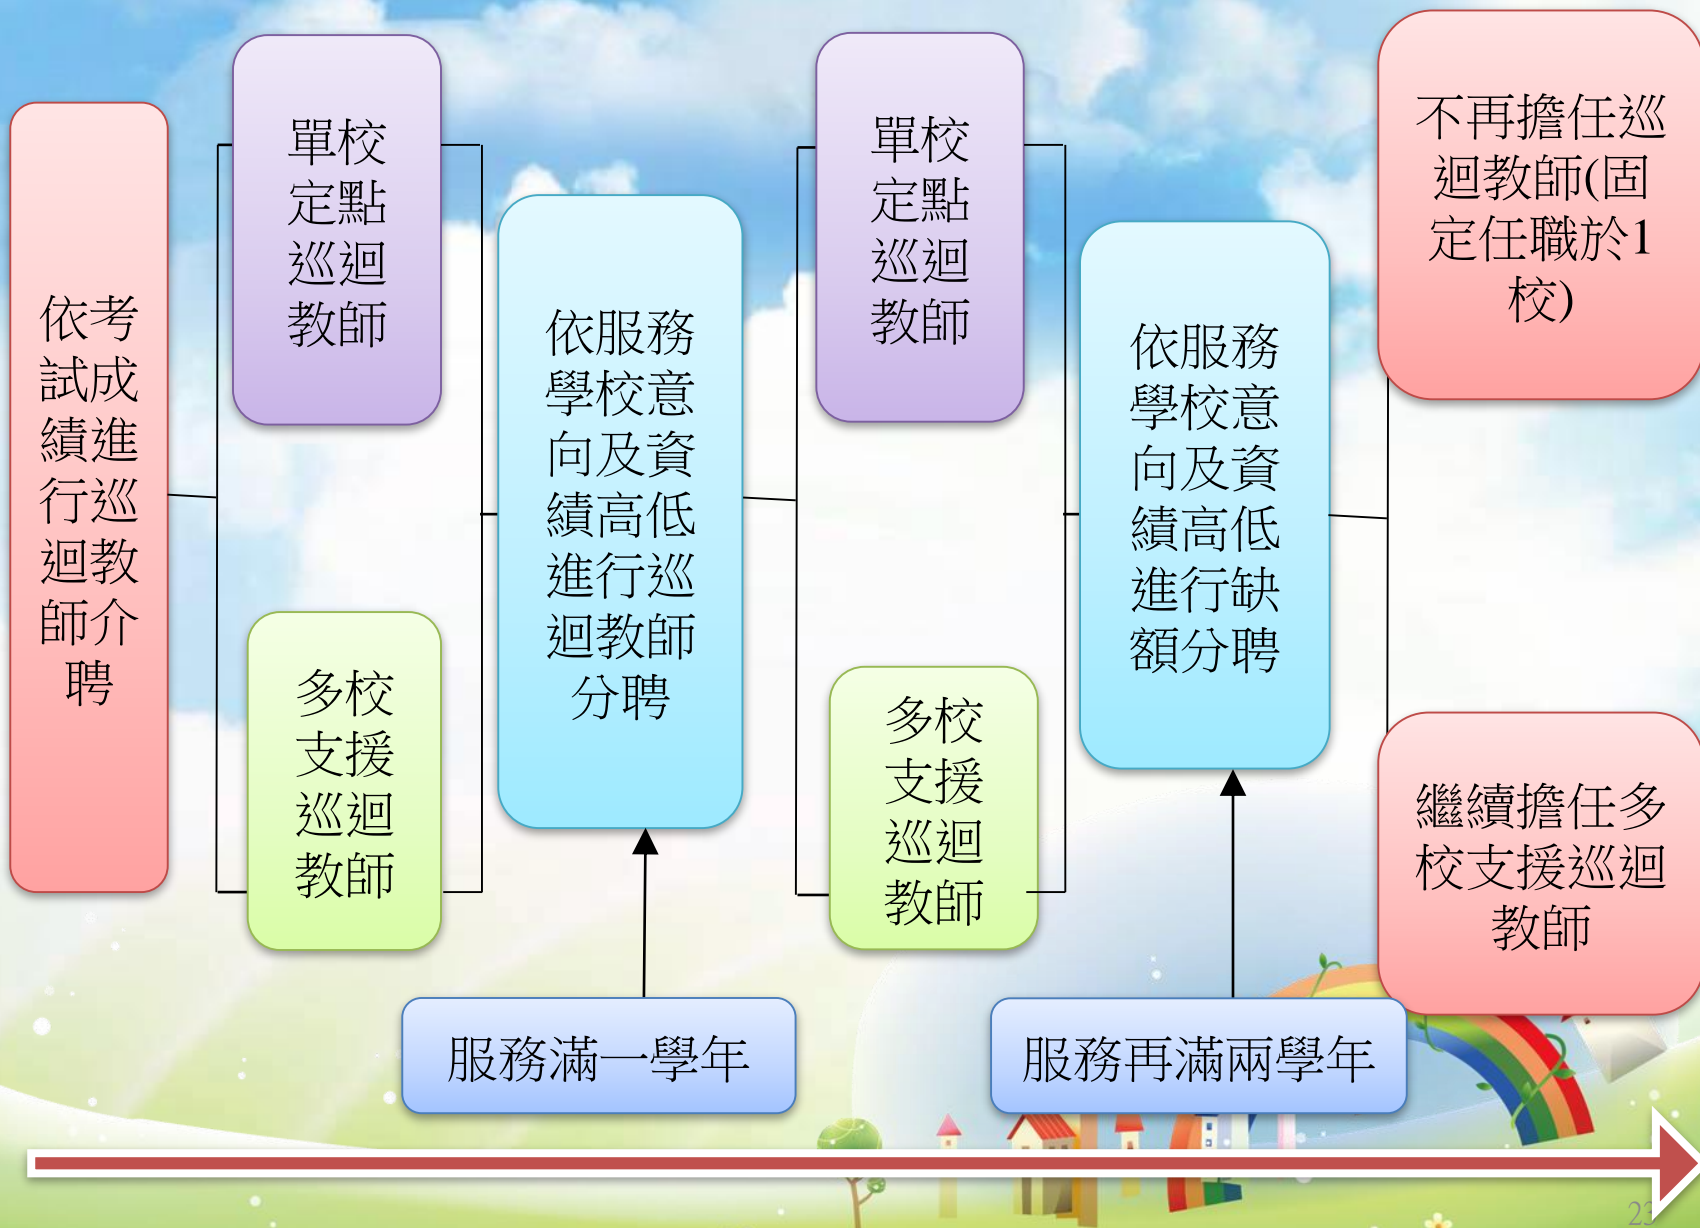 依考
試成
績進
行巡
迴教
師介
聘
單校
定點
巡迴
教師
多校
支援
巡迴
教師
依服務
學校意
向及資
績高低
進行巡
迴教師
分聘
單校
定點
巡迴
教師
多校
支援
巡迴
教師
依服務
學校意
向及資
績高低
進行缺
額分聘
不再擔任巡
迴教師(固
定任職於1
校)
繼續擔任多
校支援巡迴
教師
服務滿一學年
服務再滿兩學年
23